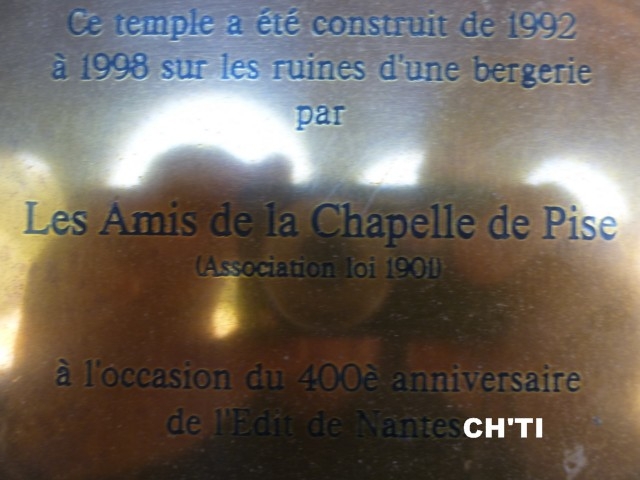 Ce temple a été construit de 1992
à 1998 sur les ruines d'une bergerie
par
Les Amis de la Chapelle de Pise
(Association loi 1901)
à l'occasion du 400è anniversaire
de l'Edit de Nantes
CH'TI